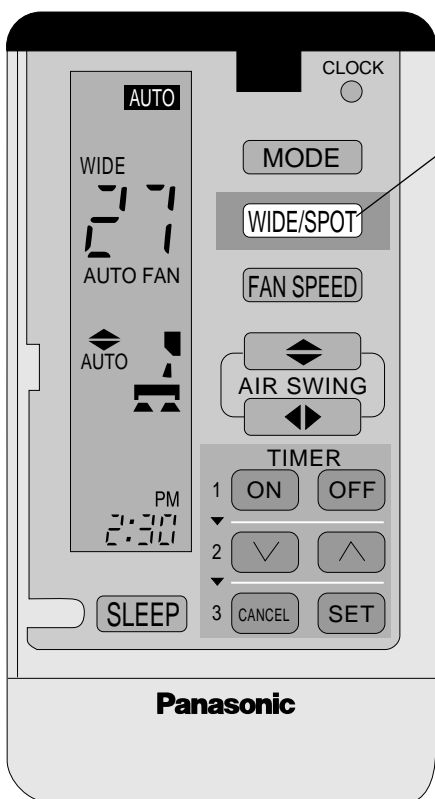 CLOCK
AUTO
MODE
WIDE
WIDE/SPOT
27
AUTO FAN
FAN SPEED
AUTO
AIR SWING
TIMER
1 ON OFF
PM
2:30
2
SLEEP
3 CANCEL SET
Panasonic